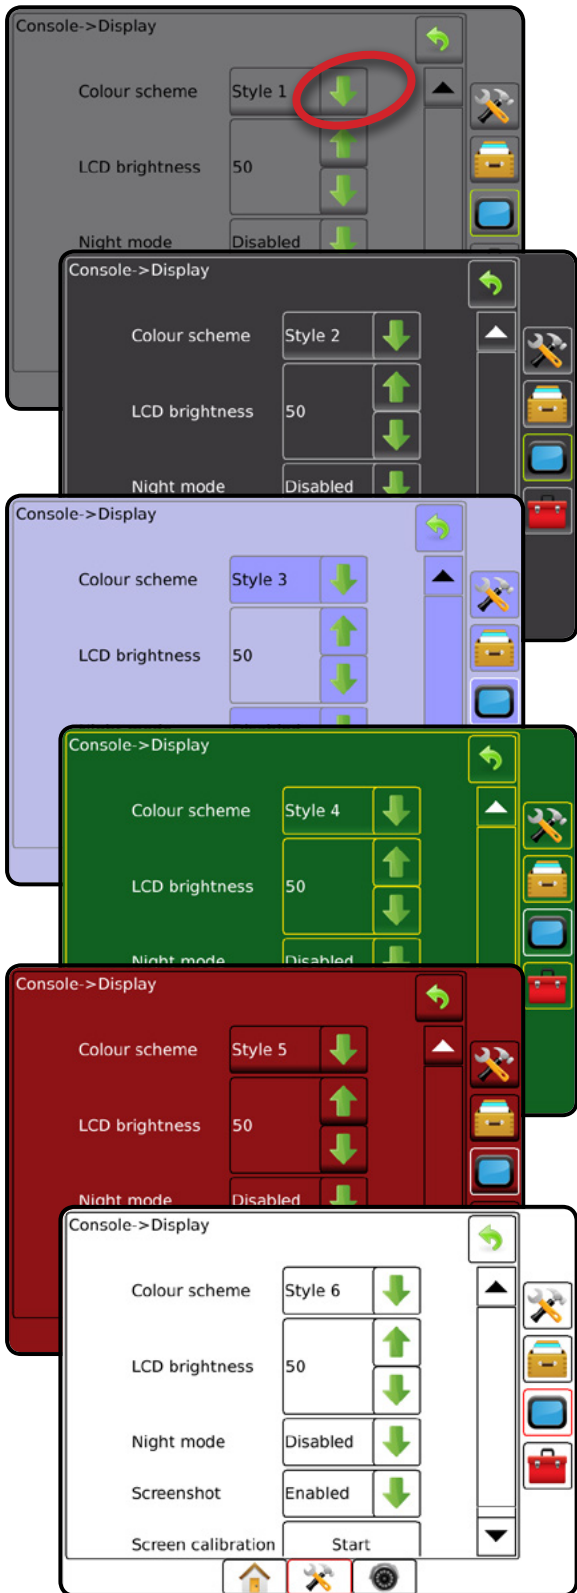 Console->Display
Colour scheme Style 1
LCD brightness 50
Night mode Disabled
Console->Display
Colour scheme Style 2
LCD brightness 50
Night mode Disabled
Console->Display
Colour scheme Style 3
LCD brightness 50
Console->Display
Colour scheme Style 4
LCD brightness 50
Night mode Disabled
Console->Display
Colour scheme Style 5
LCD brightness 50
Night mode Disabled
Console->Display
Colour scheme Style 6
LCD brightness 50
Night mode Disabled
Screenshot Enabled
Screen calibration Start